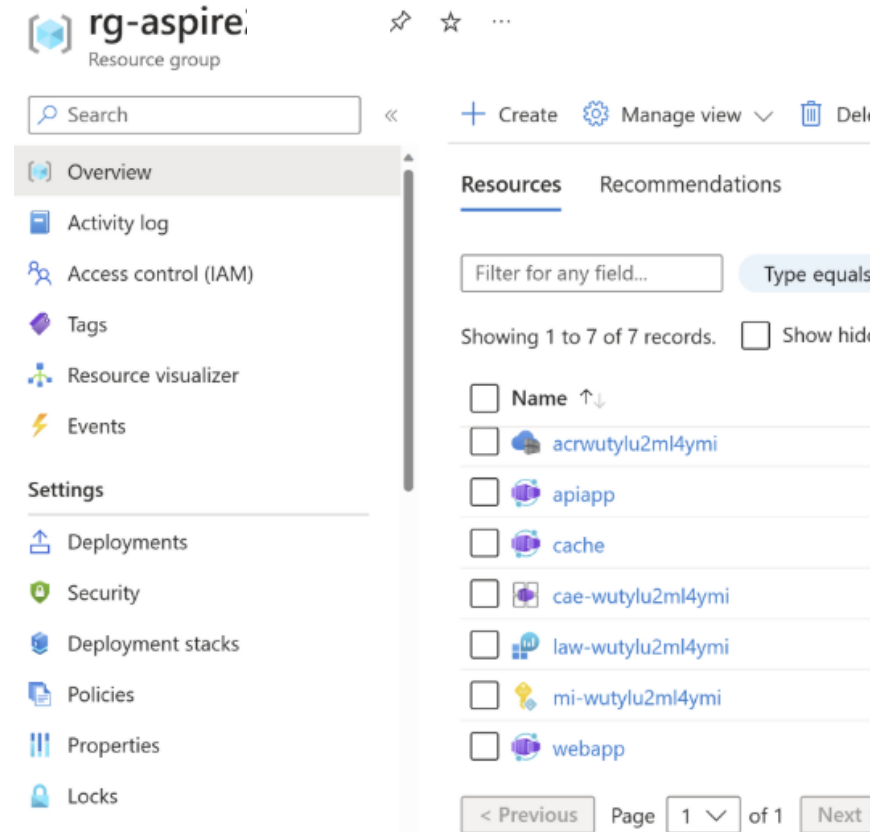 rg-aspire
Resource group
Search
Overview
Activity log
Access control (IAM)
Tags
Resource visualizer
Events
Settings
Deployments
Security
Deployment stacks
Policies
Properties
Locks
Create Manage view
Resources Recommendations
Filter for any field... Type equals
Showing 1 to 7 of 7 records. Show
Name
acrwutylu2ml4ymi
apiapp
cache
cae-wutylu2ml4ymi
law-wutylu2ml4ymi
mi-wutylu2ml4ymi
webapp
< Previous Page 1 of 1 Next